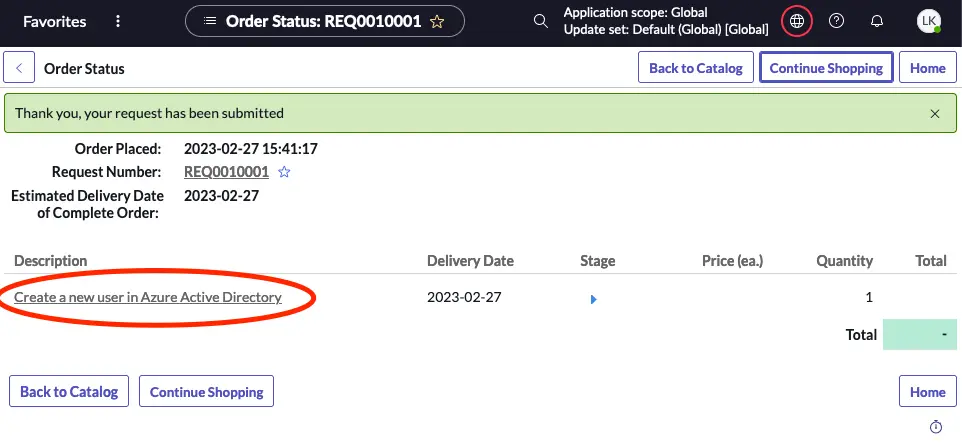 Favorites
Order Status: REQ0010001
Application scope: Global
Update set: Default (Global) [Global]
LK
Order Status
Back to Catalog
Continue Shopping
Home
Thank you, your request has been submitted
Order Placed: 2023-02-27 15:41:17
Request Number: REQ0010001
Estimated Delivery Date 2023-02-27
of Complete Order:
Description Delivery Date Stage Price (ea.) Quantity Total
Create a new user in Azure Active Directory 2023-02-27 1
Total -
Back to Catalog Continue Shopping Home